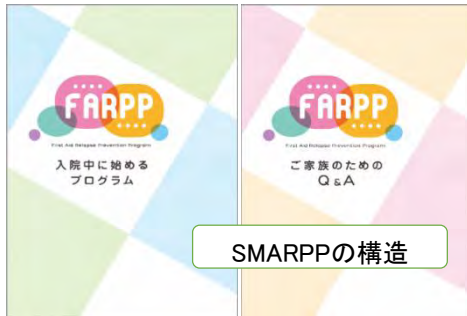 FARPP
First Aid Relapse Prevention Program
入院中に始める
プログラム
FARPP
First Aid Relapse Prevention Program
ご家族のための
Q&A
SMARPPの構造